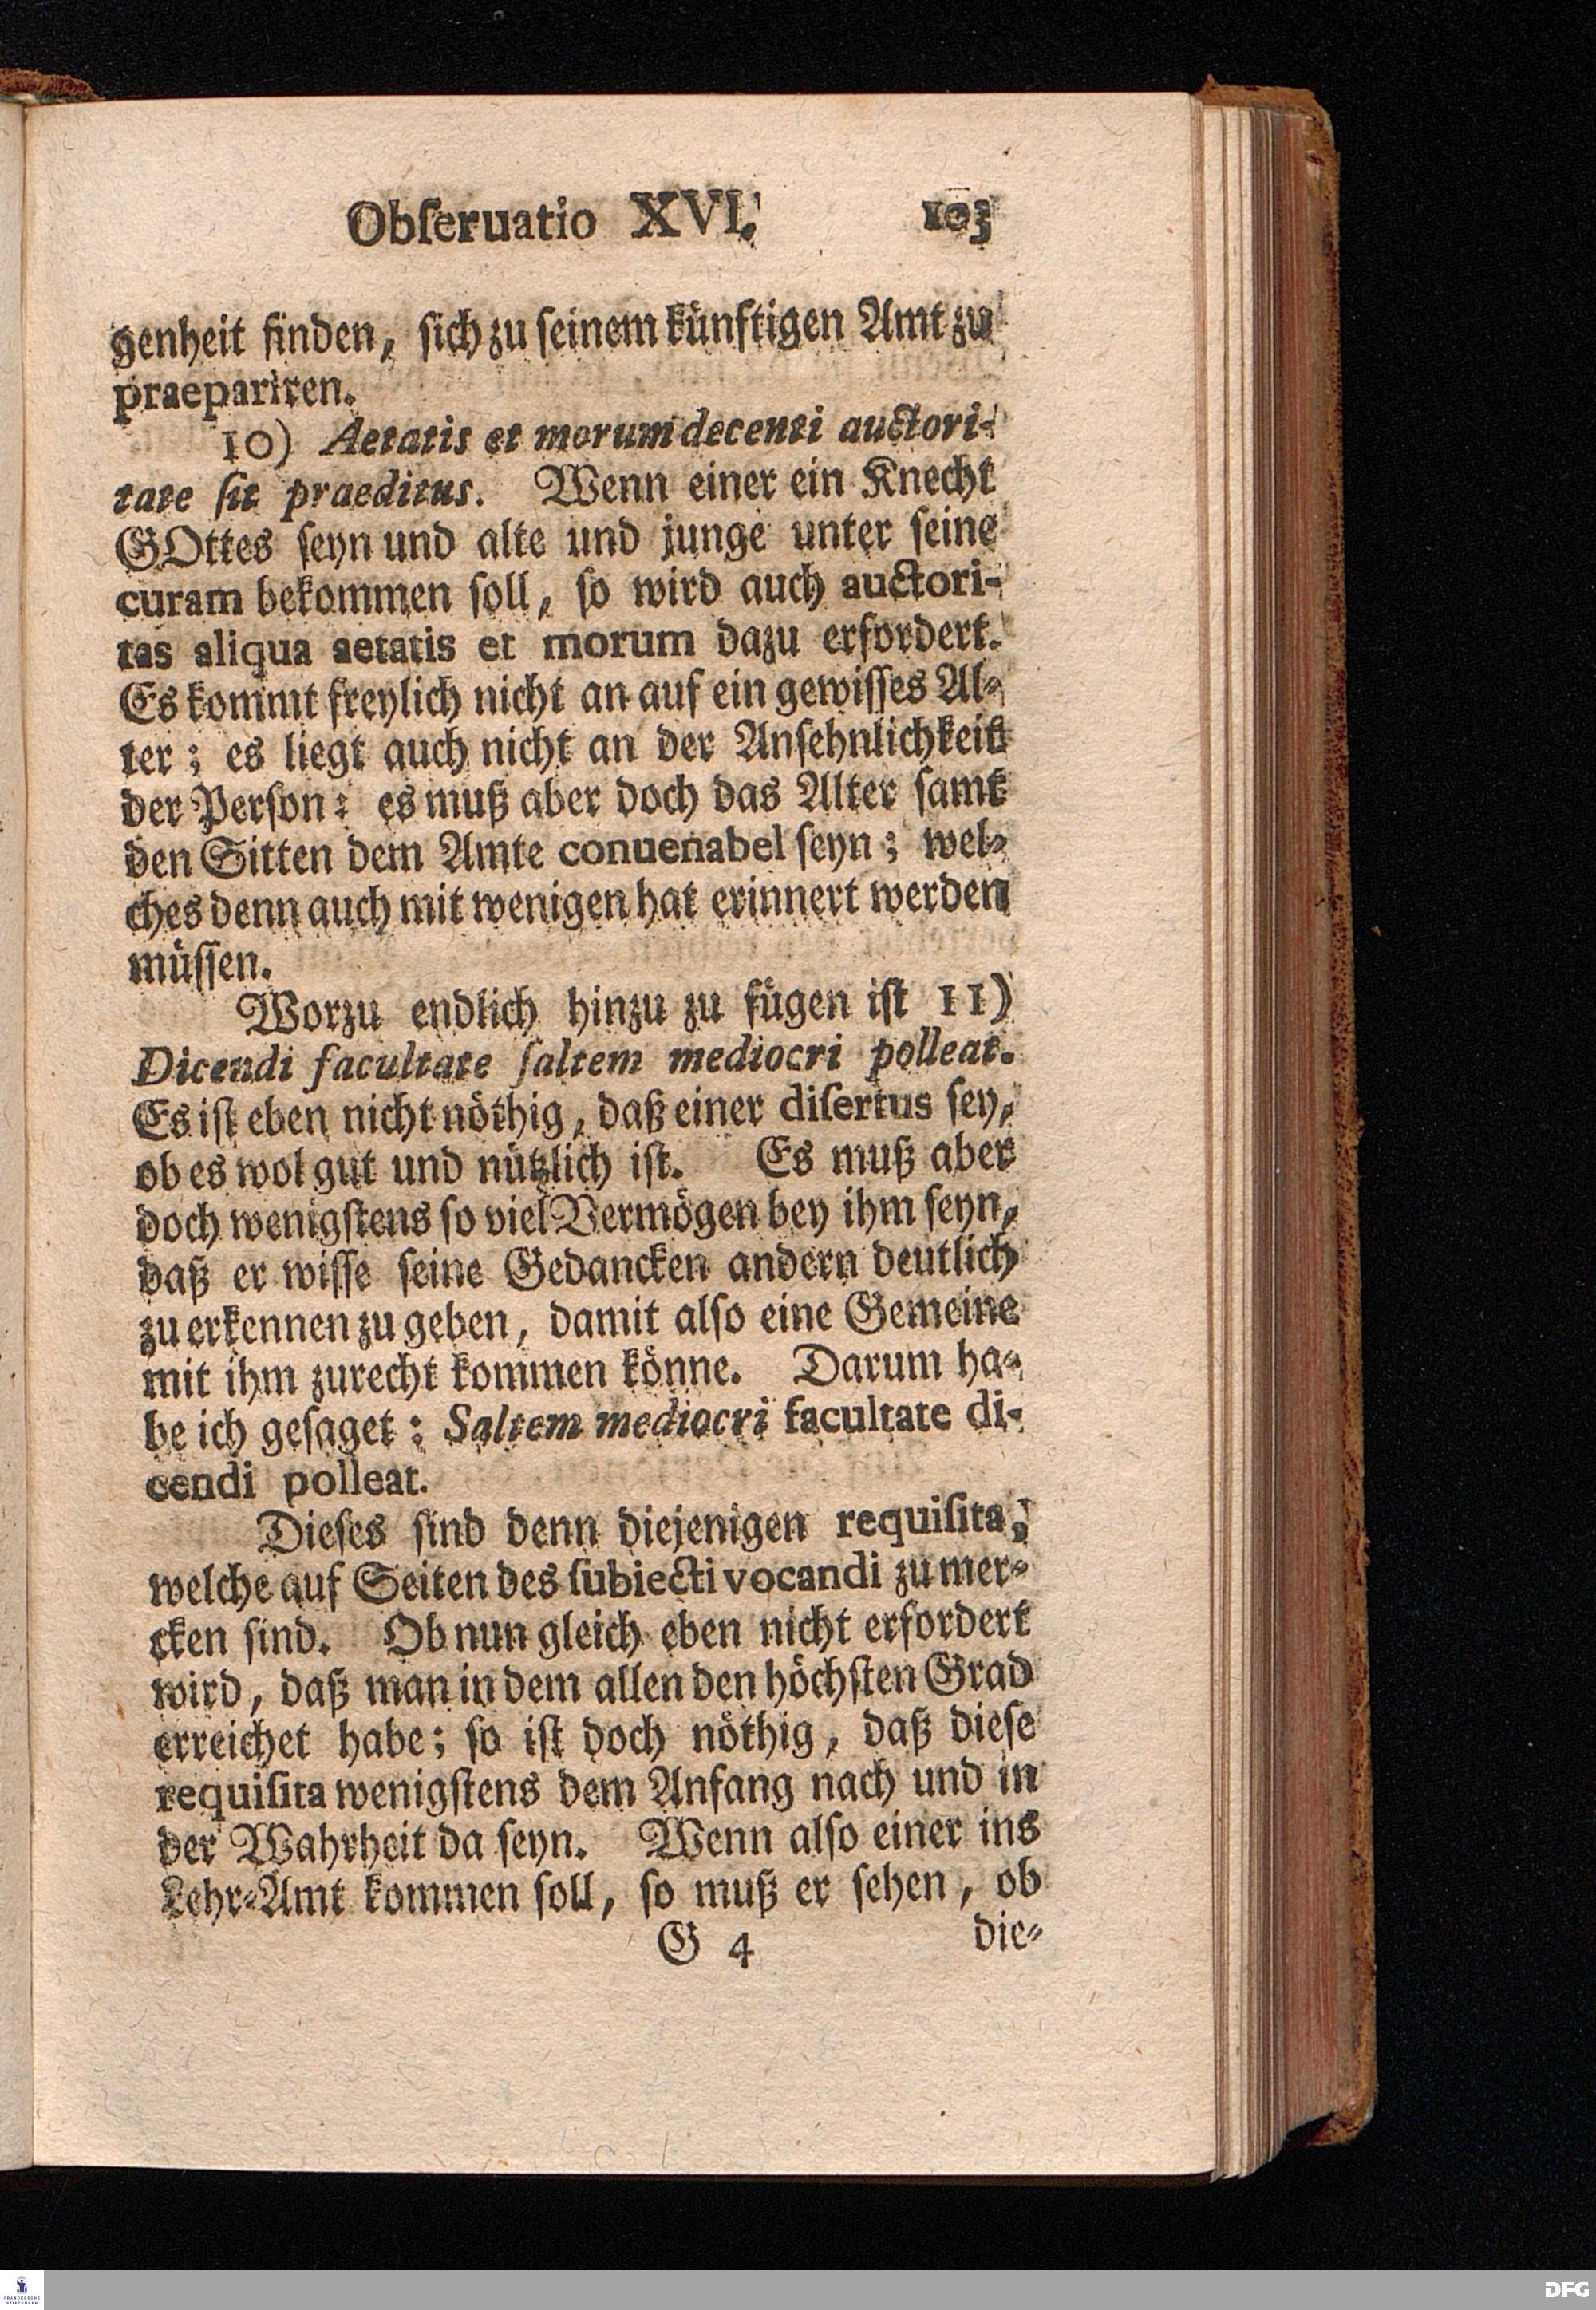 Obſeruatio XVI. 103
genheit finden, ſich zu ſeinem künftigen Amt zu
praepariren.
10) Aetatis et morum decenti auctori-
tate ſit praeditus. Wenn einer ein Knecht
GOttes ſeyn und alte und junge unter ſeine
curam bekommen ſoll, ſo wird auch auctori-
tas aliqua aetatis et morum dazu erfordert.
Es kommt freylich nicht an auf ein gewiſſes Al-
ter; es liegt auch nicht an der Anſehnlichkeit
der Perſon: es muß aber doch das Alter ſamt
den Sitten dem Amte conuenabel ſeyn; wel-
ches denn auch mit wenigen hat erinnert werden
müſſen.
Worzu endlich hinzu zu fügen iſt 11)
Dicendi facultate ſaltem mediocri polleat.
Es iſt eben nicht nöthig, daß einer diſertus ſey,
ob es wol gut und nützlich iſt. Es muß aber
doch wenigſtens ſo viel Vermögen bey ihm ſeyn,
daß er wiſſe ſeine Gedancken andern deutlich
zu erkennen zu geben, damit alſo eine Gemeine
mit ihm zurecht kommen könne. Darum ha-
be ich geſaget: Saltem mediocri facultate di-
cendi polleat.
Dieſes ſind denn diejenigen requiſita,
welche auf Seiten des ſubiecti vocandi zu mer-
cken ſind. Ob nun gleich eben nicht erfordert
wird, daß man in dem allen den höchſten Grad
erreichet habe; ſo iſt doch nöthig, daß dieſe
requiſita wenigſtens dem Anfang nach und in
der Wahrheit da ſeyn. Wenn alſo einer ins
Lehr-Amt kommen ſoll, ſo muß er ſehen, ob
G 4 die-
FRANCKESCHE
STIFTUNGEN
DFG